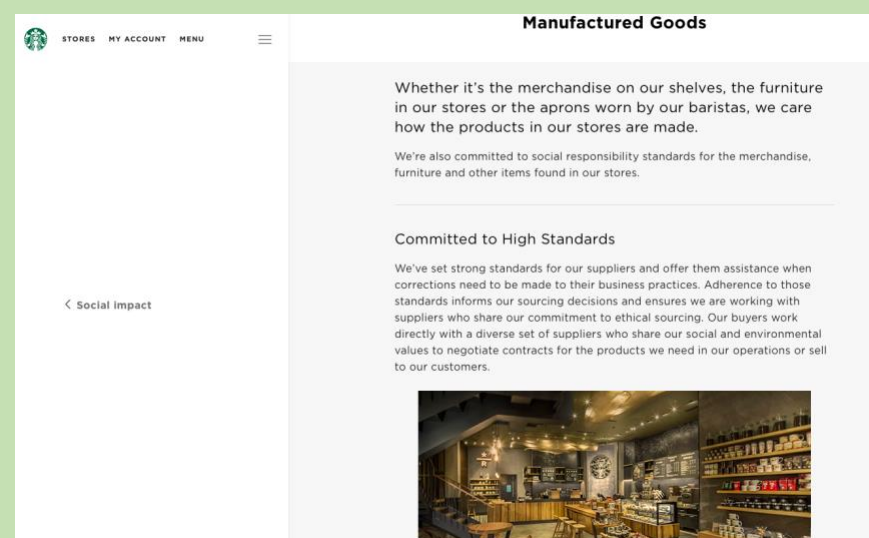 Manufactured Goods
STORES MY ACCOUNT MENU
Whether it's the merchandise on our shelves, the furniture
in our stores or the aprons worn by our baristas, we care
how the products in our stores are made.
We're also committed to social responsibility standards for the merchandise,
furniture and other items found in our stores.
Committed to High Standards
We've set strong standards for our suppliers and offer them assistance when
corrections need to be made to their business practices. Adherence to those
standards informs our sourcing decisions and ensures we are working with
suppliers who share our commitment to ethical sourcing. Our buyers work
directly with a diverse set of suppliers who share our social and environmental
values to negotiate contracts for the products we need in our operations or sell
to our customers.
Social impact